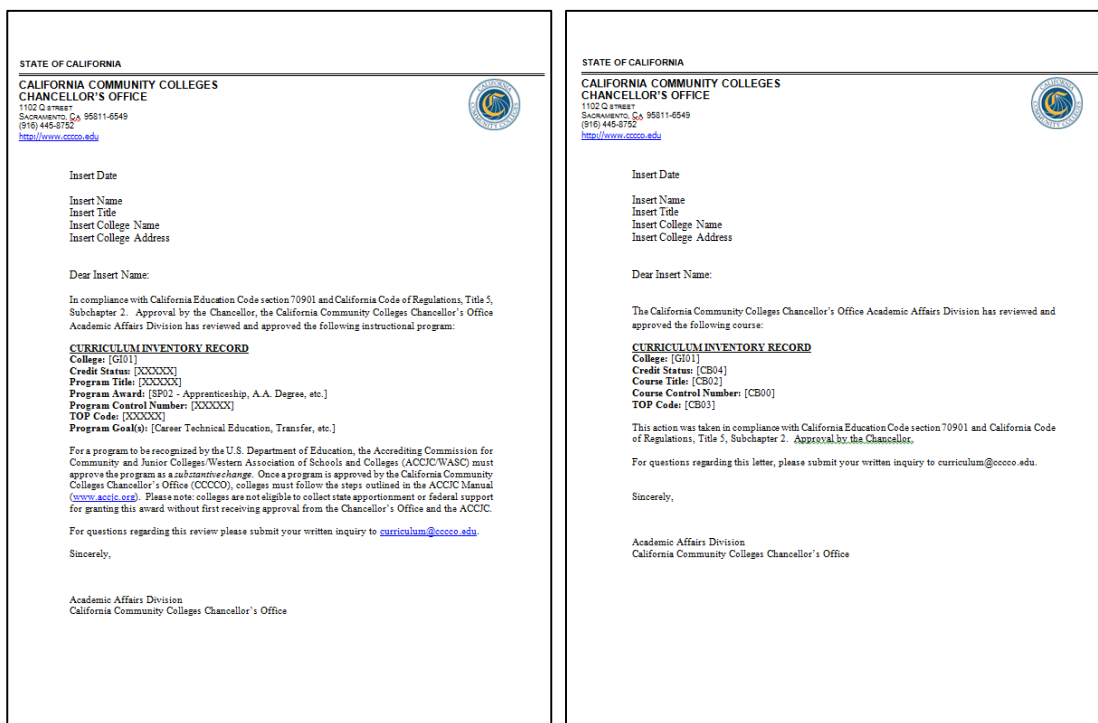 STATE OF CALIFORNIA
CALIFORNIA COMMUNITY COLLEGES
CHANCELLOR'S OFFICE
1102 Q STREET
SACRAMENTO, CA 95811-6549
(916) 445-8752
http://www.cccco.edu
CALIFORNIA
COMMUNITY COLLEGES
Insert Date
Insert Name
Insert Title
Insert College Name
Insert College Address
Dear Insert Name:
In compliance with California Education Code section 70901 and California Code of Regulations, Title 5,
Subchapter 2. Approval by the Chancellor, the California Community Colleges Chancellor's Office
Academic Affairs Division has reviewed and approved the following instructional program:
CURRICULUM INVENTORY RECORD
College: [GI01]
Credit Status: [XXXXX]
Program Title: [XXXXX]
Program Award: [SP02 - Apprenticeship, A.A. Degree, etc.]
Program Control Number: [XXXXX]
TOP Code: [XXXXX]
Program Goal(s): [Career Technical Education, Transfer, etc.]
For a program to be recognized by the U.S. Department of Education, the Accrediting Commission for
Community and Junior Colleges/Western Association of Schools and Colleges (ACCJC/WASC) must
approve the program as a substantive change. Once a program is approved by the California Community
Colleges Chancellor's Office (CCCCO), colleges must follow the steps outlined in the ACCJC Manual
(www.accjc.org). Please note: colleges are not eligible to collect state apportionment or federal support
for granting this award without first receiving approval from the Chancellor's Office and the ACCJC.
For questions regarding this review please submit your written inquiry to curriculum@cccco.edu.
Sincerely,
Academic Affairs Division
California Community Colleges Chancellor's Office
STATE OF CALIFORNIA
CALIFORNIA COMMUNITY COLLEGES
CHANCELLOR'S OFFICE
1102 Q STREET
SACRAMENTO, CA 95811-6549
(916) 445-8752
http://www.cccco.edu
CALIFORNIA
COMMUNITY COLLEGES
Insert Date
Insert Name
Insert Title
Insert College Name
Insert College Address
Dear Insert Name:
The California Community Colleges Chancellor's Office Academic Affairs Division has reviewed and
approved the following course:
CURRICULUM INVENTORY RECORD
College: [GI01]
Credit Status: [CB04]
Course Title: [CB02]
Course Control Number: [CB00]
TOP Code: [CB03]
This action was taken in compliance with California Education Code section 70901 and California Code
of Regulations, Title 5, Subchapter 2. Approval by the Chancellor.
For questions regarding this letter, please submit your written inquiry to curriculum@cccco.edu.
Sincerely,
Academic Affairs Division
California Community Colleges Chancellor's Office